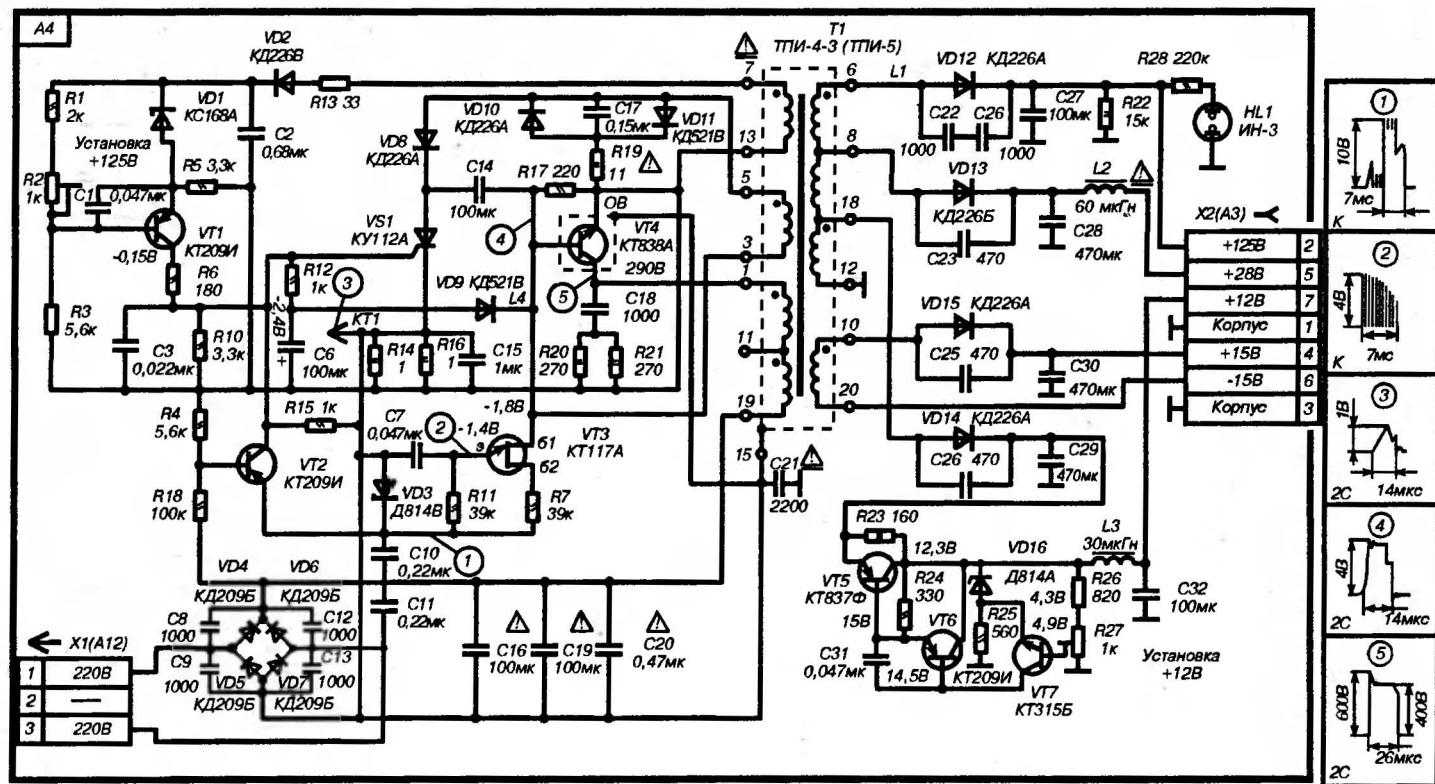 A4
VD2
КД226В
R13 33
R1
2к
VD1
КС168А
C2
0,68мк
Установка
+125В
R2
1к
C1
0,047мк
R5 3,3к
VT1
КТ209И
-0,15В
R6
180
R3
5,6к
C3
0,022мк
R10
3,3к
R12
1к
-2,4В
C6
100мк
+
3
КТ1
VD8
КД226А
VS1
КУ112А
VD10
КД226А
C17
0,15мк
VD11
КД521В
R19
11
C14
100мк
R17 220
4
ОВ
VT4
КТ838А
290В
5
VD9 КД521В
L4
C18
1000
R14
1
R16
1
C15
1мк
R20
270
R21
270
R4
5,6к
R15 1к
C7
0,047мк
2
-1,4В
-1,8В
э
б1
б2
VT3
КТ117А
VT2
КТ209И
R18
100к
VD3
Д814В
R11
39к
R7
39к
1
C10
0,22мк
C11
0,22мк
VD4
КД209Б
VD6
КД209Б
C8
1000
C12
1000
C9
1000
C13
1000
VD5
КД209Б
VD7
КД209Б
C16
100мк
C19
100мк
C20
0,47мк
Х1(А12)
1 220В
2 —
3 220В
T1
ТПИ-4-3 (ТПИ-5)
7
13
5
3
1
11
19
15
6
8
18
12
10
20
C21
2200
L1
VD12 КД226А
C22
1000
C26
1000
C27
100мк
R22
15к
R28 220к
HL1
ИН-3
VD13
КД226Б
C23 470
L2
60 мкГн
C28
470мк
VD15 КД226А
C25 470
C30
470мк
VD14 КД226А
C26 470
C29
470мк
Х2(А3)
+125В 2
+28В 5
+12В 7
Корпус 1
+15В 4
-15В 6
Корпус 3
R23 160
12,3В
VT5
КТ837Ф
15В
R24
330
C31
0,047мк
14,5В
VT6
КТ209И
VD16
Д814А
R25
560
4,3В
4,9В
VT7
КТ315Б
L3
30мкГн
R26
820
R27
1к
C32
100мк
Установка
+12В
1
10В
7мс
К
2
4В
7мс
К
3
1В
14мкс
2С
4
4В
14мкс
2С
5
600В
400В
26мкс
2С